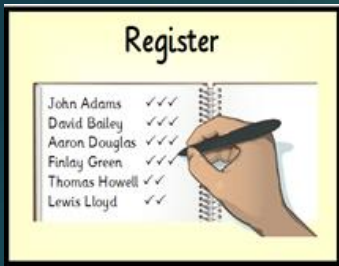 Register
John Adams ✓✓✓
David Bailey ✓✓✓
Aaron Douglas ✓✓✓
Finlay Green ✓✓✓
Thomas Howell ✓✓
Lewis Lloyd ✓✓